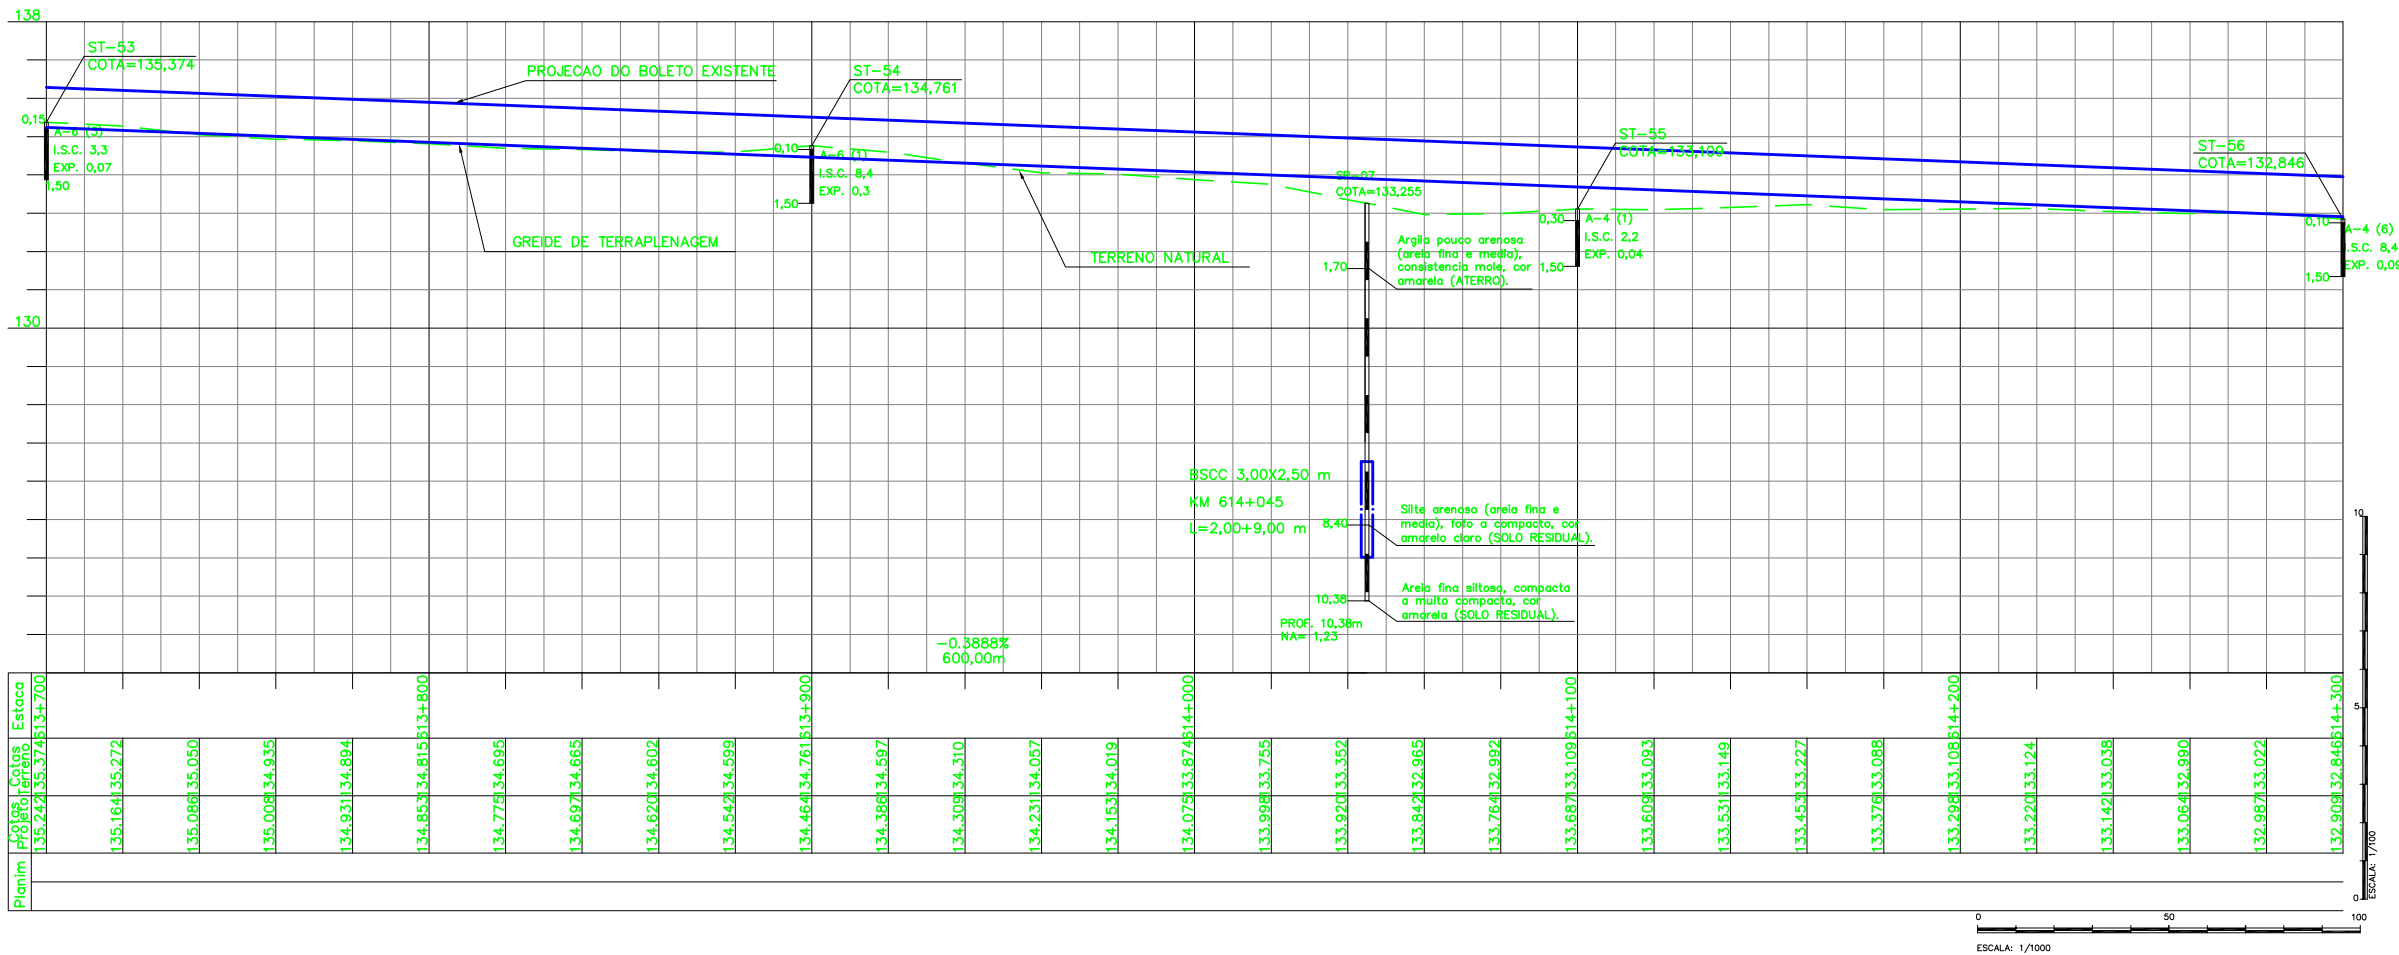 138
ST-53
COTA=135,374
PROJECAO DO BOLETO EXISTENTE
ST-54
COTA=134,761
0,15
A-6 (3)
I.S.C. 3,3
EXP. 0,07
1,50
0,10
A-6 (1)
I.S.C. 8,4
EXP. 0,3
1,50
GREIDE DE TERRAPLENAGEM
TERRENO NATURAL
SP-07
COTA=133,255
ST-55
COTA=133,109
ST-56
COTA=132,846
0,30
A-4 (1)
I.S.C. 2,2
EXP. 0,04
1,50
0,10
A-4 (6)
I.S.C. 8,4
EXP. 0,09
1,50
Argila pouco arenosa
(areia fina e media),
consistencia mole, cor
amarela (ATERRO).
1,70
130
BSCC 3,00X2,50 m
KM 614+045
L=2,00+9,00 m
8,40
Silte arenoso (areia fina e
media), fofo a compacto, cor
amarelo claro (SOLO RESIDUAL).
10,38
Areia fina siltosa, compacta
a muito compacta, cor
amarela (SOLO RESIDUAL).
PROF. 10,38m
NA= 1,23
-0.3888%
600,00m
Estaca
613+700
613+800
613+900
614+000
614+100
614+200
614+300
Cotas
Terreno
135.374
135.272
135.050
134.935
134.894
134.815
134.695
134.665
134.602
134.599
134.761
134.597
134.310
134.057
134.019
133.874
133.755
133.352
132.965
132.992
133.109
133.093
133.149
133.227
133.088
133.108
133.124
133.038
132.990
133.022
132.846
Cotas
Projeto
135.242
135.164
135.086
135.008
134.931
134.853
134.775
134.697
134.620
134.542
134.464
134.386
134.309
134.231
134.153
134.075
133.998
133.920
133.842
133.764
133.687
133.609
133.531
133.453
133.376
133.298
133.220
133.142
133.064
132.987
132.909
Planim
10
5
0
ESCALA: 1/100
0
50
100
ESCALA: 1/1000